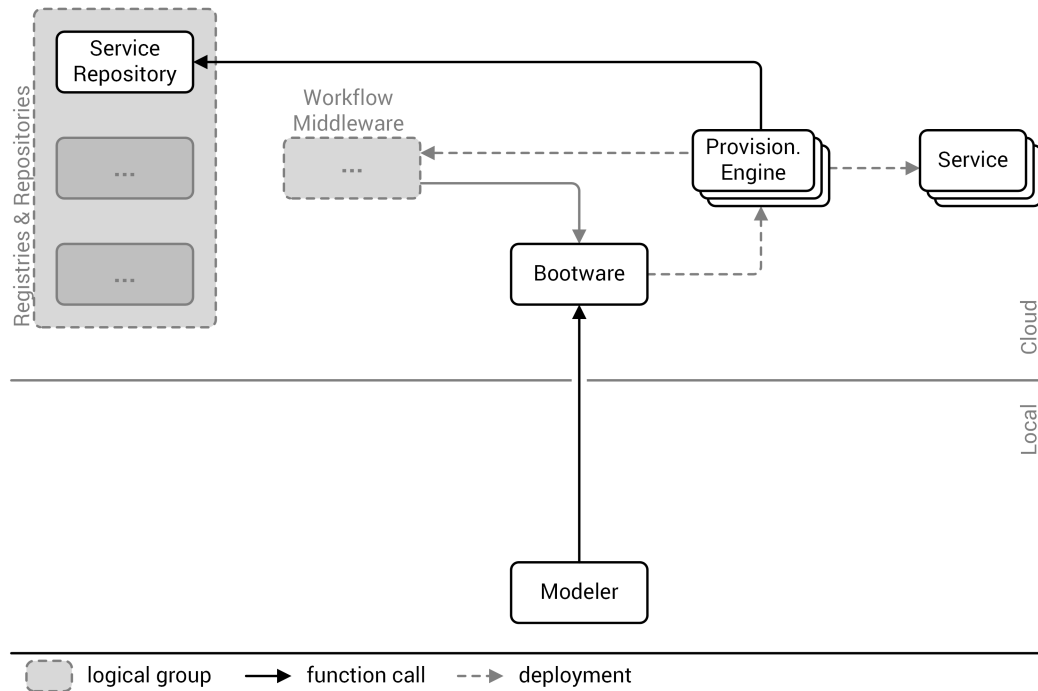 Service
Repository
...
...
Registries & Repositories
Workflow
Middleware
...
Provision.
Engine
Service
Bootware
Cloud
Local
Modeler
logical group
function call
deployment